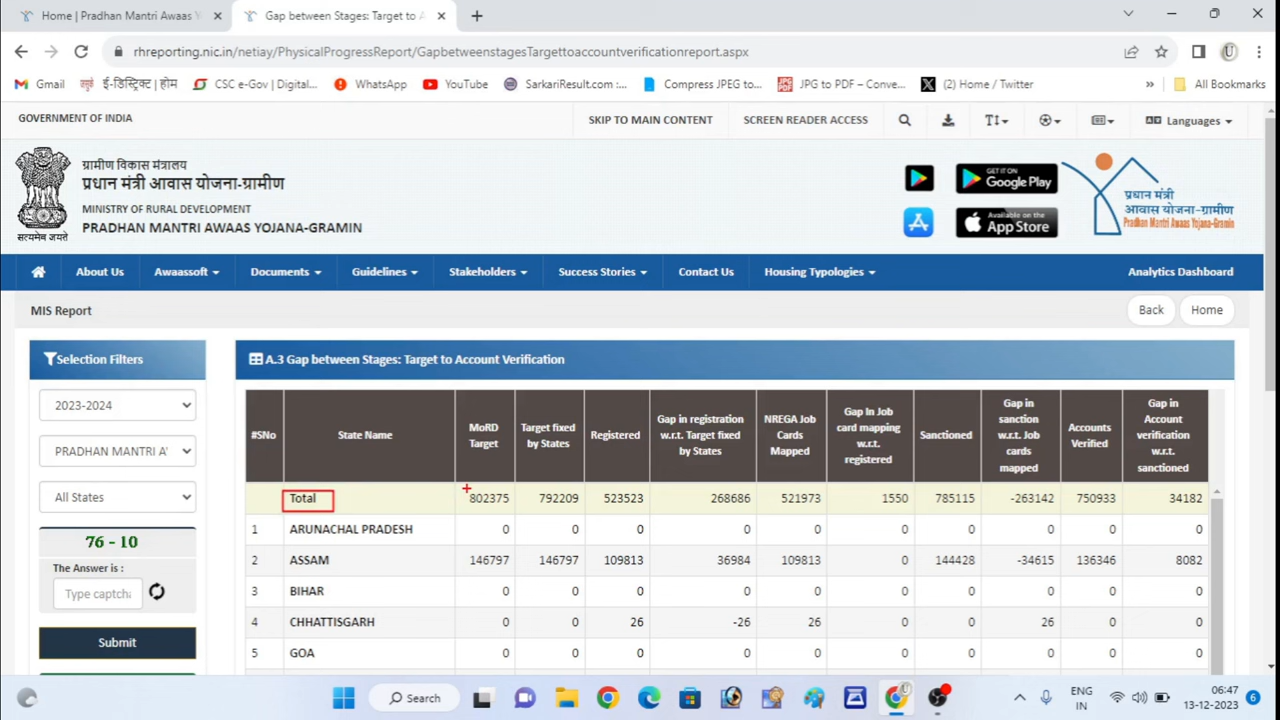 Home | Pradhan Mantri Awaas Y
Gap between Stages: Target to A
rhreporting.nic.in/netiay/PhysicalProgressReport/GapbetweenstagesTargettoaccountverificationreport.aspx
Gmail
ई-डिस्ट्रिक्ट | होम
CSC e-Gov | Digital...
WhatsApp
YouTube
SarkariResult.com :...
Compress JPEG to...
JPG to PDF – Conve...
(2) Home / Twitter
»
All Bookmarks
GOVERNMENT OF INDIA
SKIP TO MAIN CONTENT
SCREEN READER ACCESS
Languages
ग्रामीण विकास मंत्रालय
प्रधान मंत्री आवास योजना-ग्रामीण
MINISTRY OF RURAL DEVELOPMENT
PRADHAN MANTRI AWAAS YOJANA-GRAMIN
सत्यमेव जयते
GET IT ON
Google Play
Available on the
App Store
प्रधान मंत्री
आवास योजना-ग्रामीण
Pradhan Mantri Awaas Yojana-Gramin
About Us
Awaassoft
Documents
Guidelines
Stakeholders
Success Stories
Contact Us
Housing Typologies
Analytics Dashboard
MIS Report
Back
Home
Selection Filters
2023-2024
PRADHAN MANTRI A'
All States
76 - 10
The Answer is :
Type captcha
Submit
A.3 Gap between Stages: Target to Account Verification
#SNo
State Name
MoRD
Target
Target fixed
by States
Registered
Gap in registration
w.r.t. Target fixed
by States
NREGA Job
Cards
Mapped
Gap In Job
card mapping
w.r.t.
registered
Sanctioned
Gap in
sanction
w.r.t. Job
cards
mapped
Accounts
Verified
Gap in
Account
verification
w.r.t.
sanctioned
Total 802375 792209 523523 268686 521973 1550 785115 -263142 750933 34182
1 ARUNACHAL PRADESH 0 0 0 0 0 0 0 0 0 0
2 ASSAM 146797 146797 109813 36984 109813 0 144428 -34615 136346 8082
3 BIHAR 0 0 0 0 0 0 0 0 0 0
4 CHHATTISGARH 0 0 26 -26 26 0 0 26 0 0
5 GOA 0 0 0 0 0 0 0 0 0 0
Search
ENG
IN
06:47
13-12-2023
6